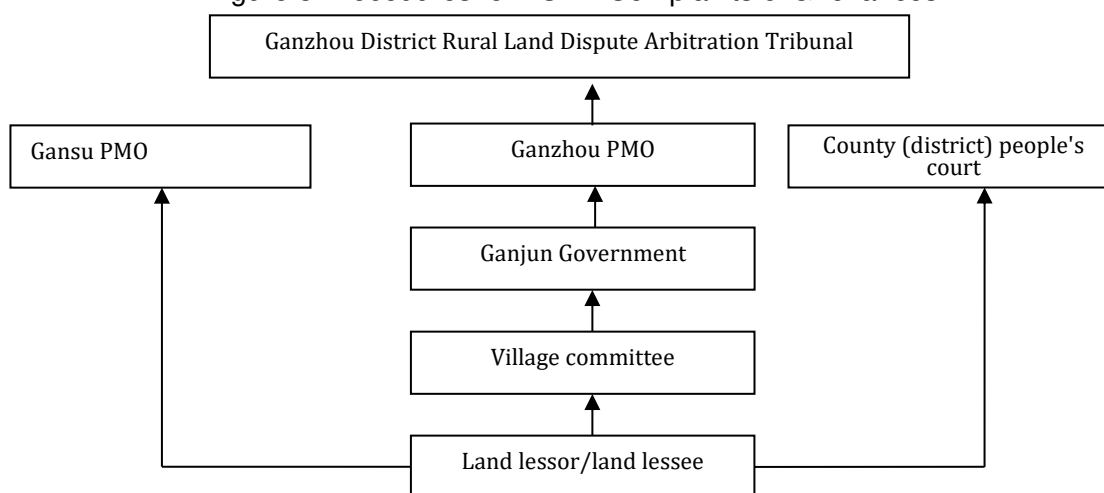 Ganzhou District Rural Land Dispute Arbitration Tribunal
Gansu PMO
Ganzhou PMO
County (district) people's
court
Ganjun Government
Village committee
Land lessor/land lessee